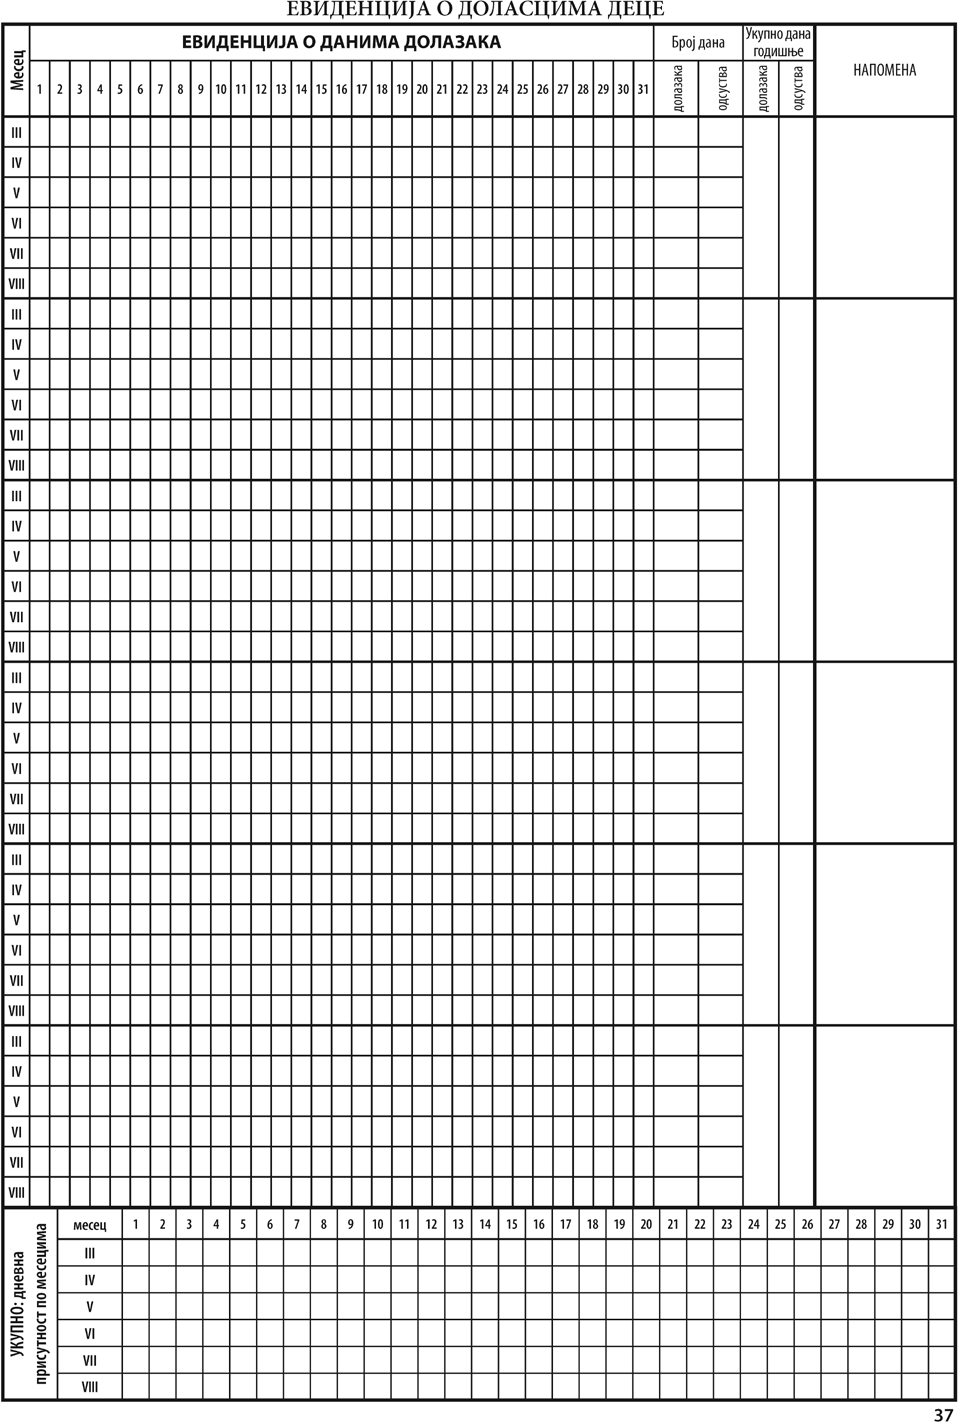 ЕВИДЕНЦИЈА О ДОЛАСЦИМА ДЕЦЕ
Месец
ЕВИДЕНЦИЈА О ДАНИМА ДОЛАЗАКА
1 2 3 4 5 6 7 8 9 10 11 12 13 14 15 16 17 18 19 20 21 22 23 24 25 26 27 28 29 30 31
Број дана
долазака
одсуства
Укупно дана
годишње
долазака
одсуства
НАПОМЕНА
III
IV
V
VI
VII
VIII
III
IV
V
VI
VII
VIII
III
IV
V
VI
VII
VIII
III
IV
V
VI
VII
VIII
III
IV
V
VI
VII
VIII
III
IV
V
VI
VII
VIII
УКУПНО: дневна
присутност по месецима
месец 1 2 3 4 5 6 7 8 9 10 11 12 13 14 15 16 17 18 19 20 21 22 23 24 25 26 27 28 29 30 31
III
IV
V
VI
VII
VIII
37